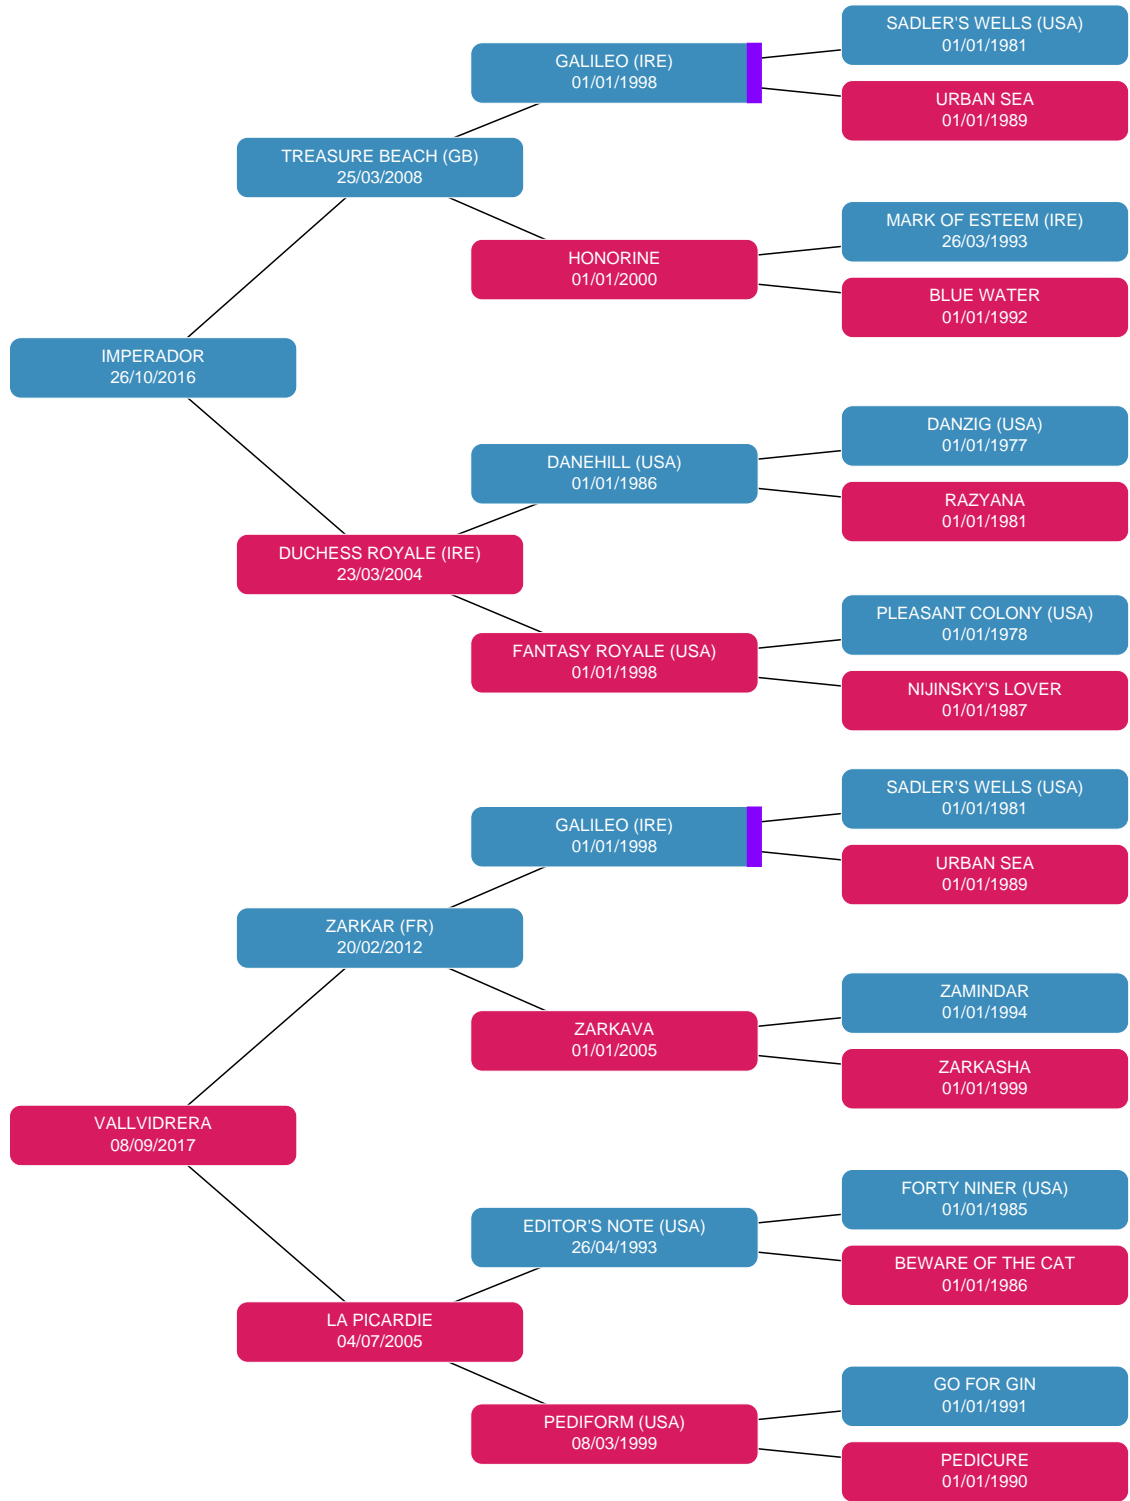 SADLER'S WELLS (USA)
01/01/1981
GALILEO (IRE)
01/01/1998
URBAN SEA
01/01/1989
TREASURE BEACH (GB)
25/03/2008
MARK OF ESTEEM (IRE)
26/03/1993
HONORINE
01/01/2000
BLUE WATER
01/01/1992
IMPERADOR
26/10/2016
DANZIG (USA)
01/01/1977
DANEHILL (USA)
01/01/1986
RAZYANA
01/01/1981
DUCHESS ROYALE (IRE)
23/03/2004
PLEASANT COLONY (USA)
01/01/1978
FANTASY ROYALE (USA)
01/01/1998
NIJINSKY'S LOVER
01/01/1987
SADLER'S WELLS (USA)
01/01/1981
GALILEO (IRE)
01/01/1998
URBAN SEA
01/01/1989
ZARKAR (FR)
20/02/2012
ZAMINDAR
01/01/1994
ZARKAVA
01/01/2005
ZARKASHA
01/01/1999
VALLVIDRERA
08/09/2017
FORTY NINER (USA)
01/01/1985
EDITOR'S NOTE (USA)
26/04/1993
BEWARE OF THE CAT
01/01/1986
LA PICARDIE
04/07/2005
GO FOR GIN
01/01/1991
PEDIFORM (USA)
08/03/1999
PEDICURE
01/01/1990